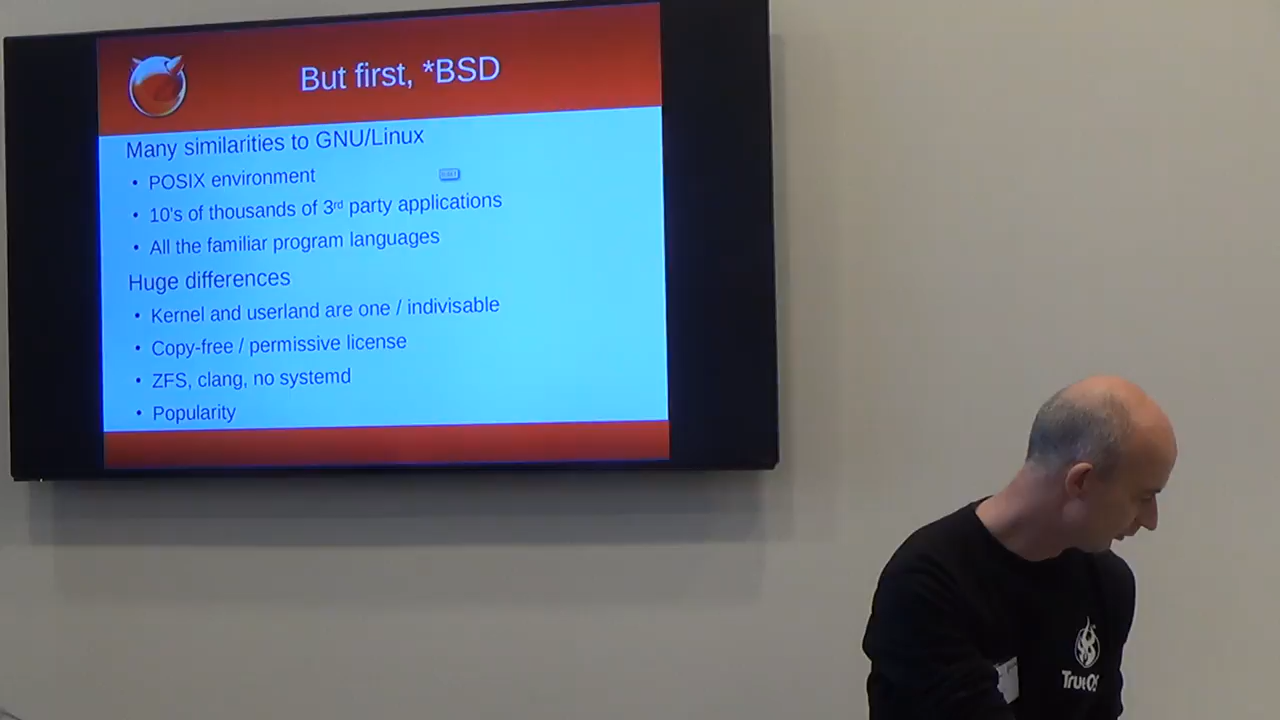 But first, *BSD
Many similarities to GNU/Linux
• POSIX environment
• 10's of thousands of 3rd party applications
• All the familiar program languages
Huge differences
• Kernel and userland are one / indivisable
• Copy-free / permissive license
• ZFS, clang, no systemd
• Popularity
TrueOS